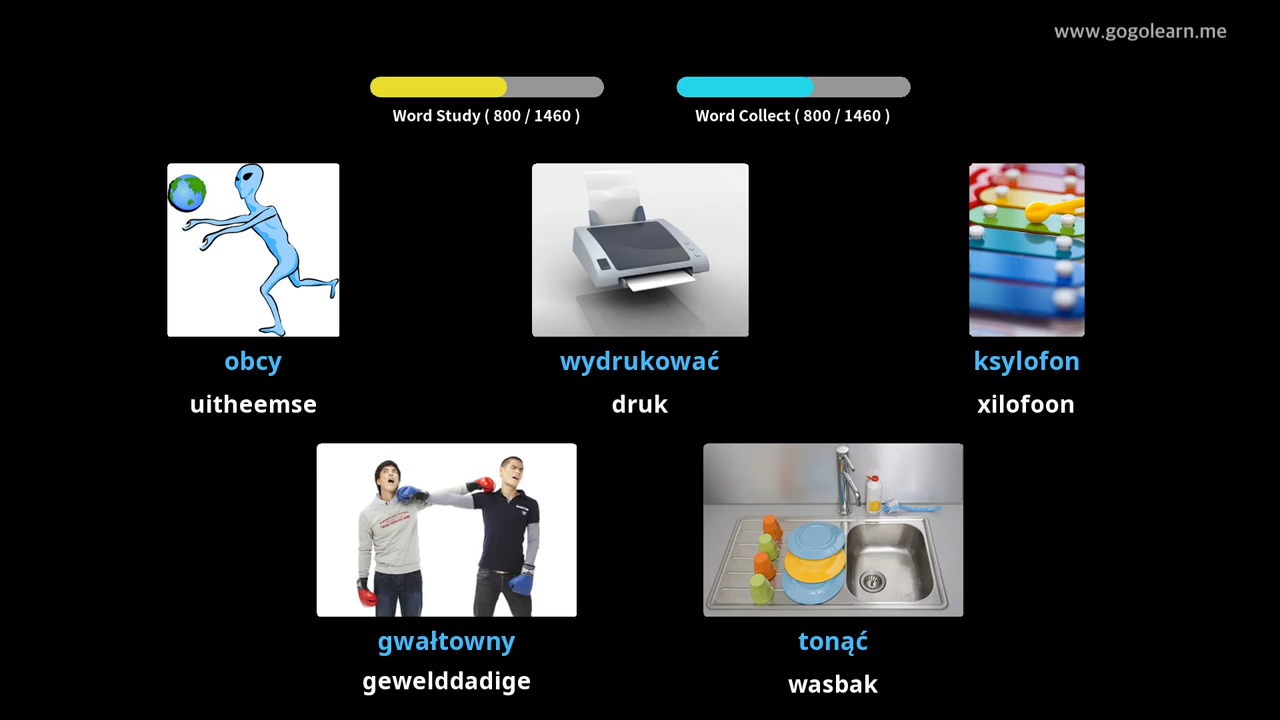 www.gogolearn.me
Word Study ( 800 / 1460 )
Word Collect ( 800 / 1460 )
obcy
wydrukować
ksylofon
uitheemse
druk
xilofoon
gwałtowny
tonąć
gewelddadige
wasbak